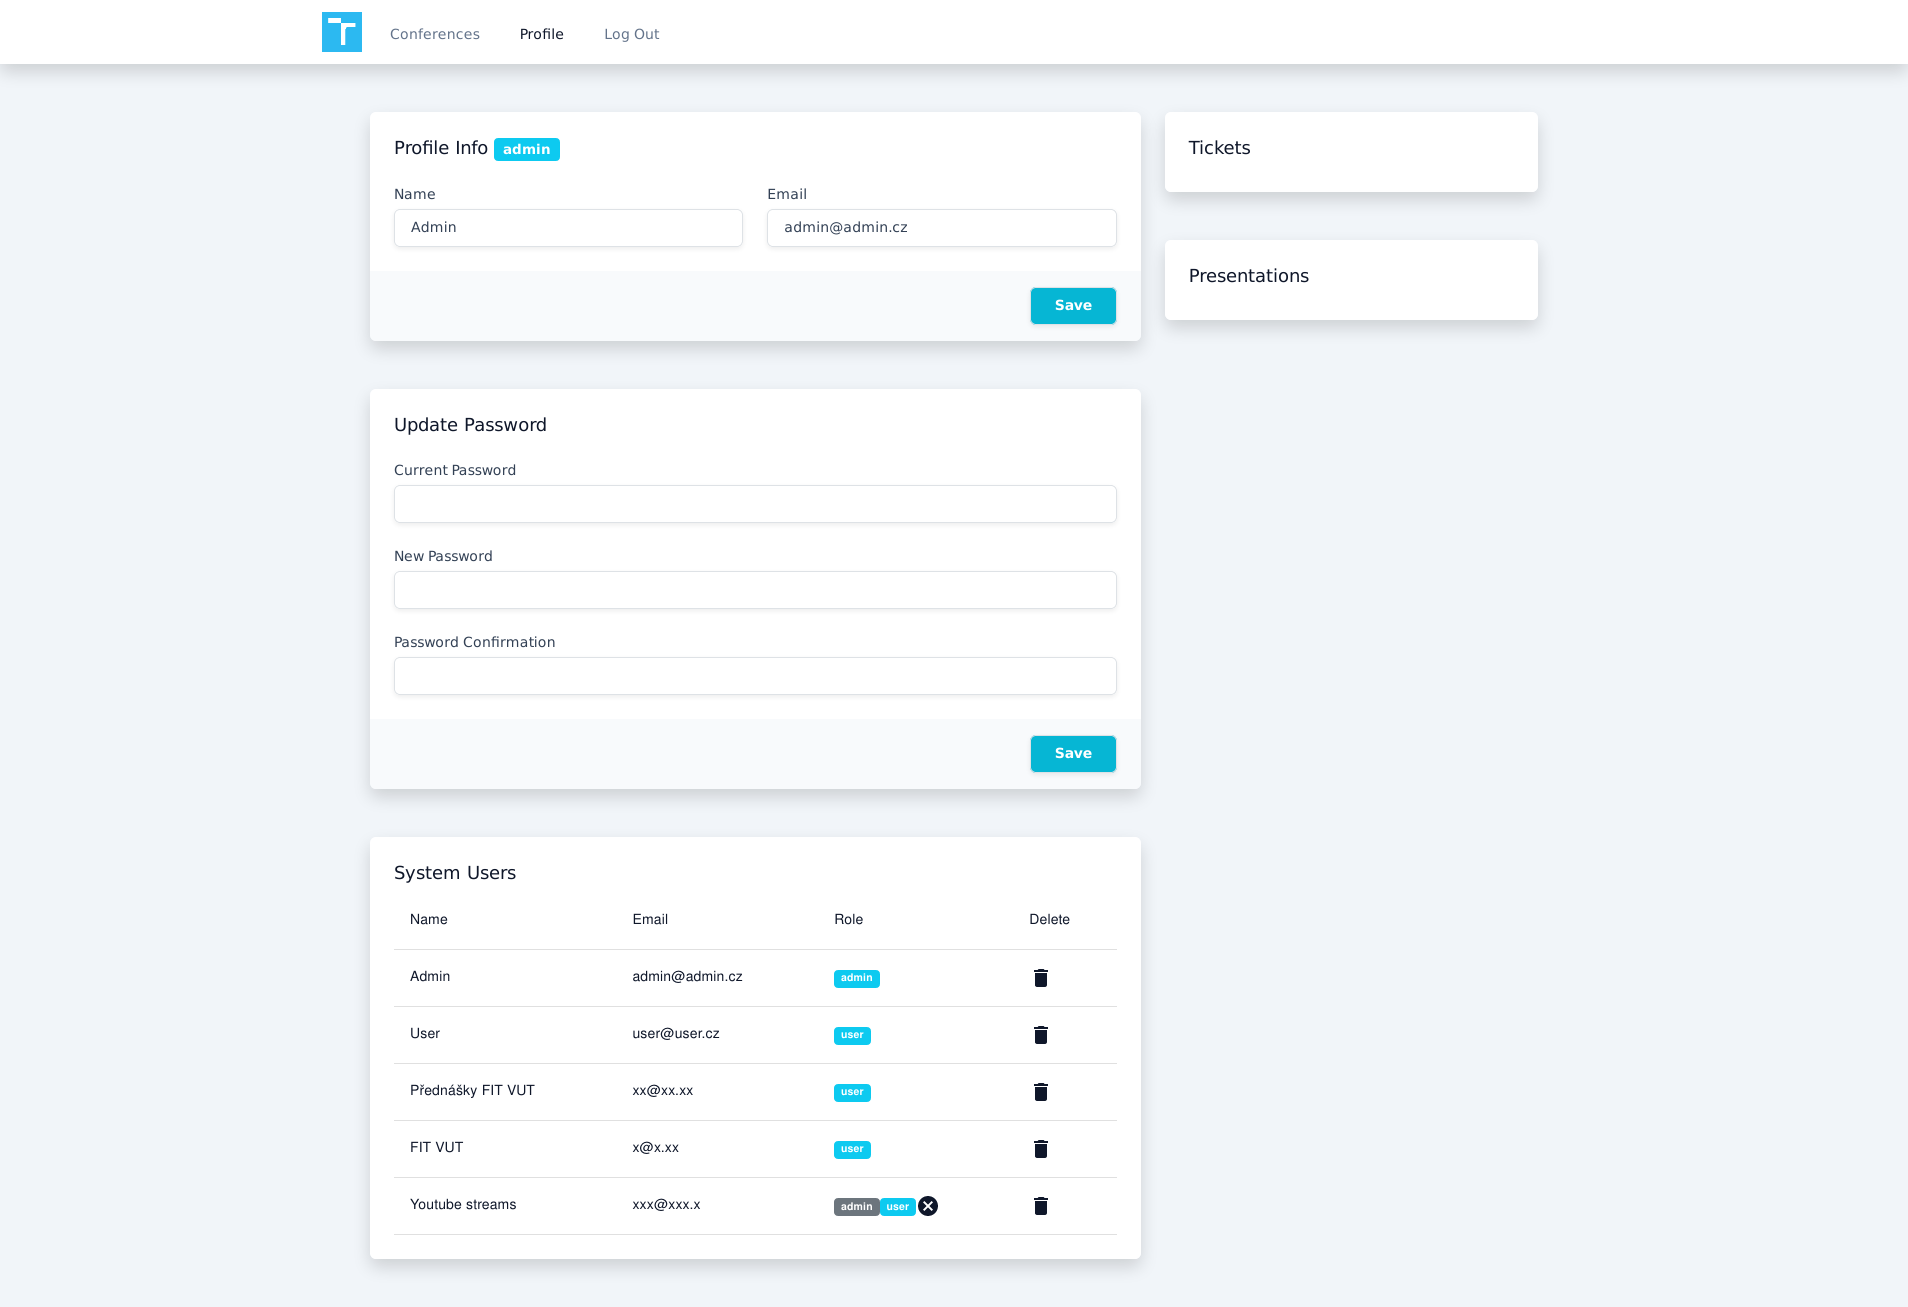 Conferences Profile Log Out
Profile Info admin
Name Email
Admin admin@admin.cz
Save
Tickets
Presentations
Update Password
Current Password
New Password
Password Confirmation
Save
System Users
Name Email Role Delete
Admin admin@admin.cz admin
User user@user.cz user
Přednášky FIT VUT xx@xx.xx user
FIT VUT x@x.xx user
Youtube streams xxx@xxx.x admin user